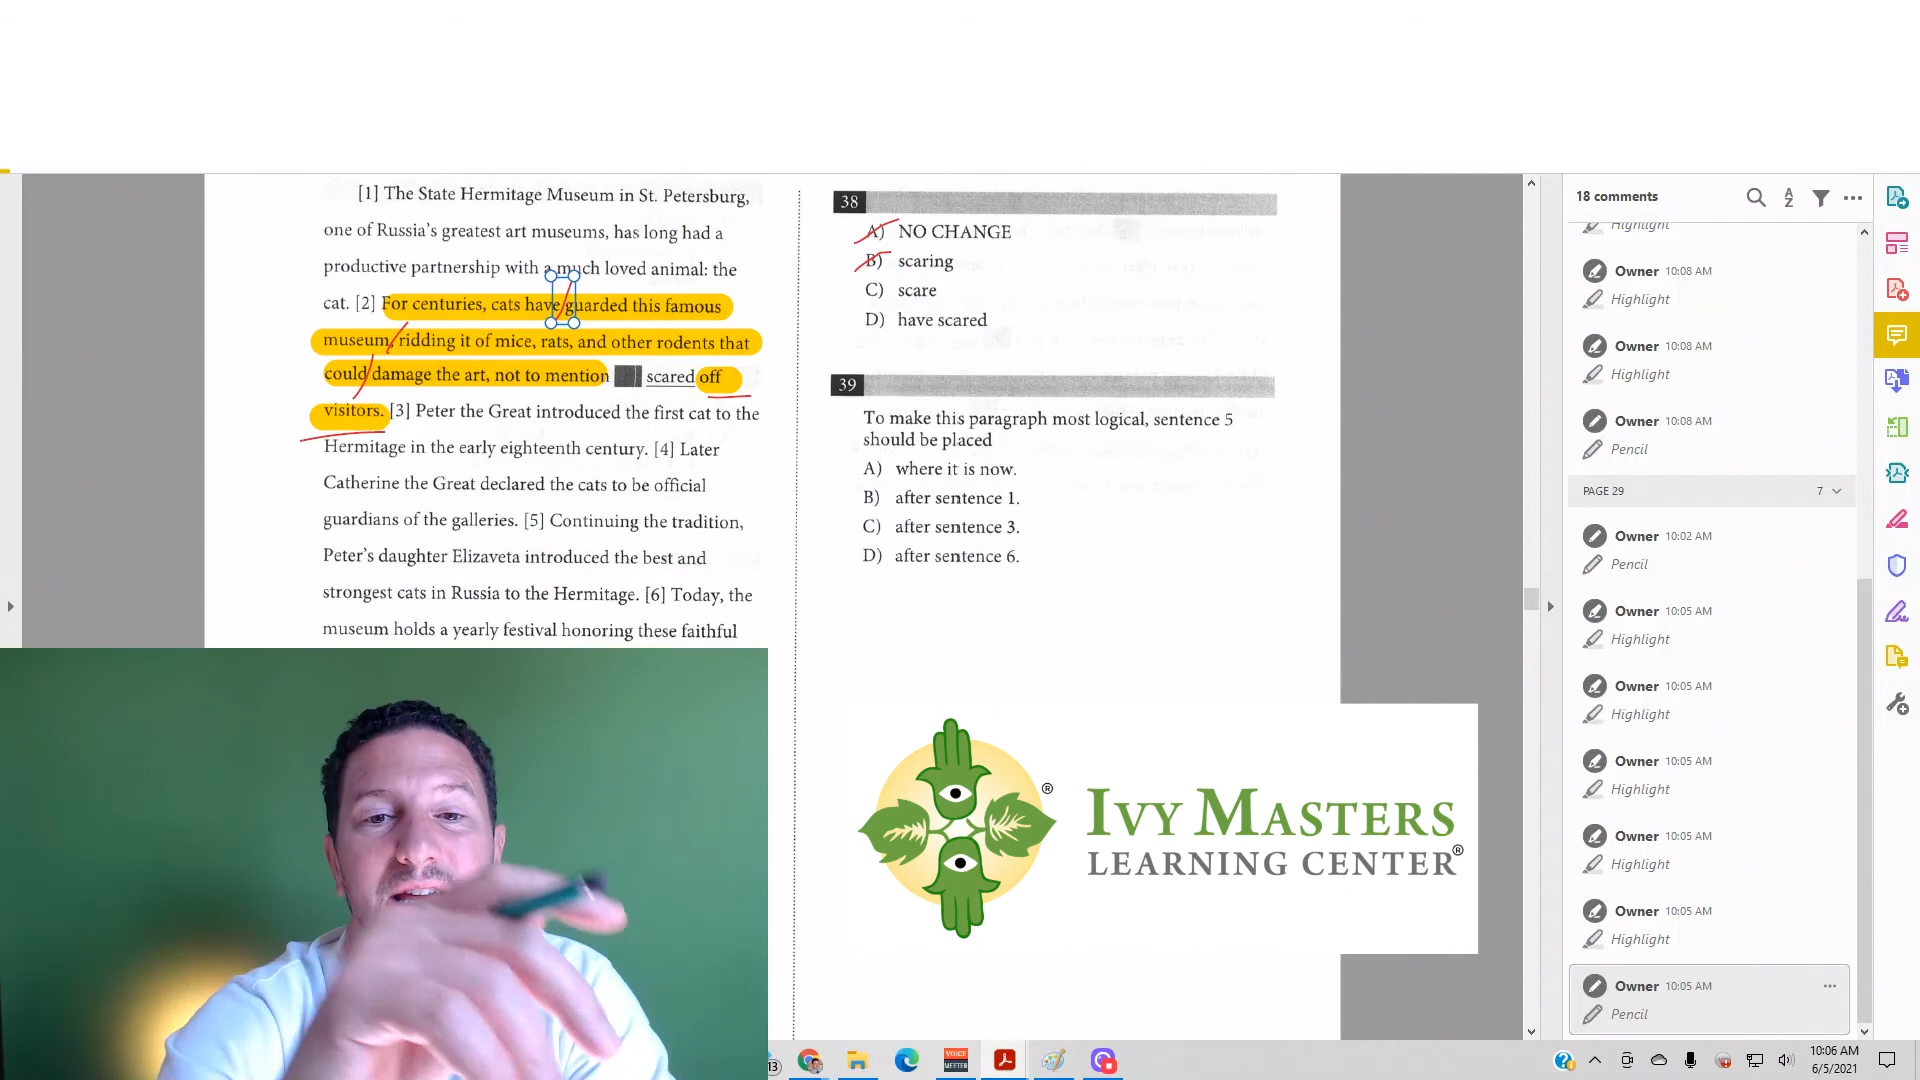 [1] The State Hermitage Museum in St. Petersburg,
one of Russia's greatest art museums, has long had a
productive partnership with a much loved animal: the
cat. [2] For centuries, cats have guarded this famous
museum, ridding it of mice, rats, and other rodents that
could damage the art, not to mention scared off
visitors. [3] Peter the Great introduced the first cat to the
Hermitage in the early eighteenth century. [4] Later
Catherine the Great declared the cats to be official
guardians of the galleries. [5] Continuing the tradition,
Peter's daughter Elizaveta introduced the best and
strongest cats in Russia to the Hermitage. [6] Today, the
museum holds a yearly festival honoring these faithful
38
A) NO CHANGE
B) scaring
C) scare
D) have scared
39
To make this paragraph most logical, sentence 5
should be placed
A) where it is now.
B) after sentence 1.
C) after sentence 3.
D) after sentence 6.
IVY MASTERS ®
LEARNING CENTER ®
18 comments
Highlight
Owner 10:08 AM
Highlight
Owner 10:08 AM
Highlight
Owner 10:08 AM
Pencil
PAGE 29 7
Owner 10:02 AM
Pencil
Owner 10:05 AM
Highlight
Owner 10:05 AM
Highlight
Owner 10:05 AM
Highlight
Owner 10:05 AM
Highlight
Owner 10:05 AM
Highlight
Owner 10:05 AM
Pencil
13
VOICE
MEETER
10:06 AM
6/5/2021